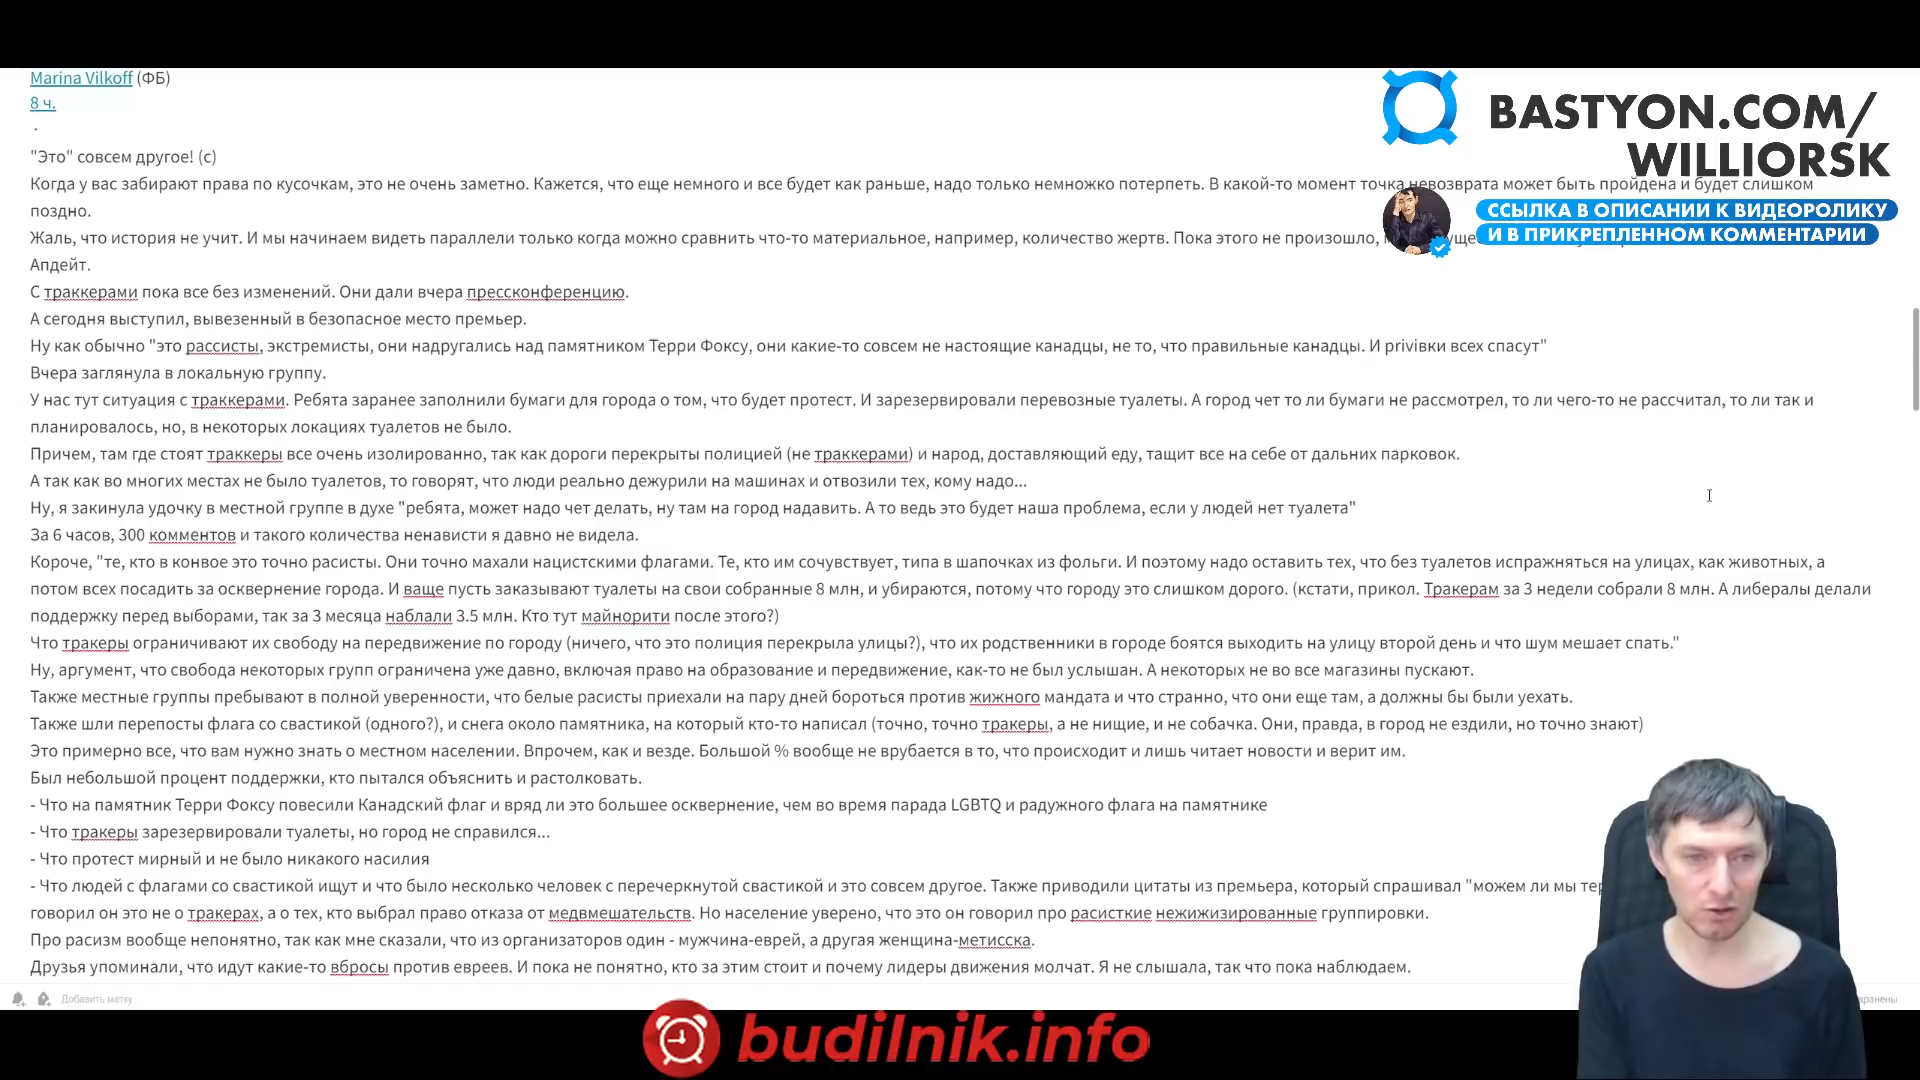 Marina Vilkoff (ФБ)
8 ч.
.
"Это" совсем другое! (с)
Когда у вас забирают права по кусочкам, это не очень заметно. Кажется, что еще немного и все будет как раньше, надо только немножко потерпеть. В какой-то момент точка невозврата может быть пройдена и будет слишком
поздно.
Жаль, что история не учит. И мы начинаем видеть параллели только когда можно сравнить что-то материальное, например, количество жертв. Пока этого не произошло,
Апдейт.
С траккерами пока все без изменений. Они дали вчера прессконференцию.
А сегодня выступил, вывезенный в безопасное место премьер.
Ну как обычно "это рассисты, экстремисты, они надругались над памятником Терри Фоксу, они какие-то совсем не настоящие канадцы, не то, что правильные канадцы. И privівки всех спасут"
Вчера заглянула в локальную группу.
У нас тут ситуация с траккерами. Ребята заранее заполнили бумаги для города о том, что будет протест. И зарезервировали перевозные туалеты. А город чет то ли бумаги не рассмотрел, то ли чего-то не рассчитал, то ли так и
планировалось, но, в некоторых локациях туалетов не было.
Причем, там где стоят траккеры все очень изолированно, так как дороги перекрыты полицией (не траккерами) и народ, доставляющий еду, тащит все на себе от дальних парковок.
А так как во многих местах не было туалетов, то говорят, что люди реально дежурили на машинах и отвозили тех, кому надо...
Ну, я закинула удочку в местной группе в духе "ребята, может надо чет делать, ну там на город надавить. А то ведь это будет наша проблема, если у людей нет туалета"
За 6 часов, 300 комментов и такого количества ненависти я давно не видела.
Короче, "те, кто в конвое это точно расисты. Они точно махали нацистскими флагами. Те, кто им сочувствует, типа в шапочках из фольги. И поэтому надо оставить тех, что без туалетов испражняться на улицах, как животных, а
потом всех посадить за осквернение города. И ваще пусть заказывают туалеты на свои собранные 8 млн, и убираются, потому что городу это слишком дорого. (кстати, прикол. Тракерам за 3 недели собрали 8 млн. А либералы делали
поддержку перед выборами, так за 3 месяца наблали 3.5 млн. Кто тут майнорити после этого?)
Что тракеры ограничивают их свободу на передвижение по городу (ничего, что это полиция перекрыла улицы?), что их родственники в городе боятся выходить на улицу второй день и что шум мешает спать."
Ну, аргумент, что свобода некоторых групп ограничена уже давно, включая право на образование и передвижение, как-то не был услышан. А некоторых не во все магазины пускают.
Также местные группы пребывают в полной уверенности, что белые расисты приехали на пару дней бороться против жижного мандата и что странно, что они еще там, а должны бы были уехать.
Также шли перепосты флага со свастикой (одного?), и снега около памятника, на который кто-то написал (точно, точно тракеры, а не нищие, и не собачка. Они, правда, в город не ездили, но точно знают)
Это примерно все, что вам нужно знать о местном населении. Впрочем, как и везде. Большой % вообще не врубается в то, что происходит и лишь читает новости и верит им.
Был небольшой процент поддержки, кто пытался объяснить и растолковать.
- Что на памятник Терри Фоксу повесили Канадский флаг и вряд ли это большее осквернение, чем во время парада LGBTQ и радужного флага на памятнике
- Что тракеры зарезервировали туалеты, но город не справился...
- Что протест мирный и не было никакого насилия
- Что людей с флагами со свастикой ищут и что было несколько человек с перечеркнутой свастикой и это совсем другое. Также приводили цитаты из премьера, который спрашивал "можем ли мы
говорил он это не о тракерах, а о тех, кто выбрал право отказа от медвмешательств. Но население уверено, что это он говорил про расисткие нежижизированные группировки.
Про расизм вообще непонятно, так как мне сказали, что из организаторов один - мужчина-еврей, а другая женщина-метисска.
Друзья упоминали, что идут какие-то вбросы против евреев. И пока не понятно, кто за этим стоит и почему лидеры движения молчат. Я не слышала, так что пока наблюдаем.
Добавить метку
BASTYON.COM/
WILLIORSK
ССЫЛКА В ОПИСАНИИ К ВИДЕОРОЛИКУ
И В ПРИКРЕПЛЕННОМ КОММЕНТАРИИ
budilnik.info